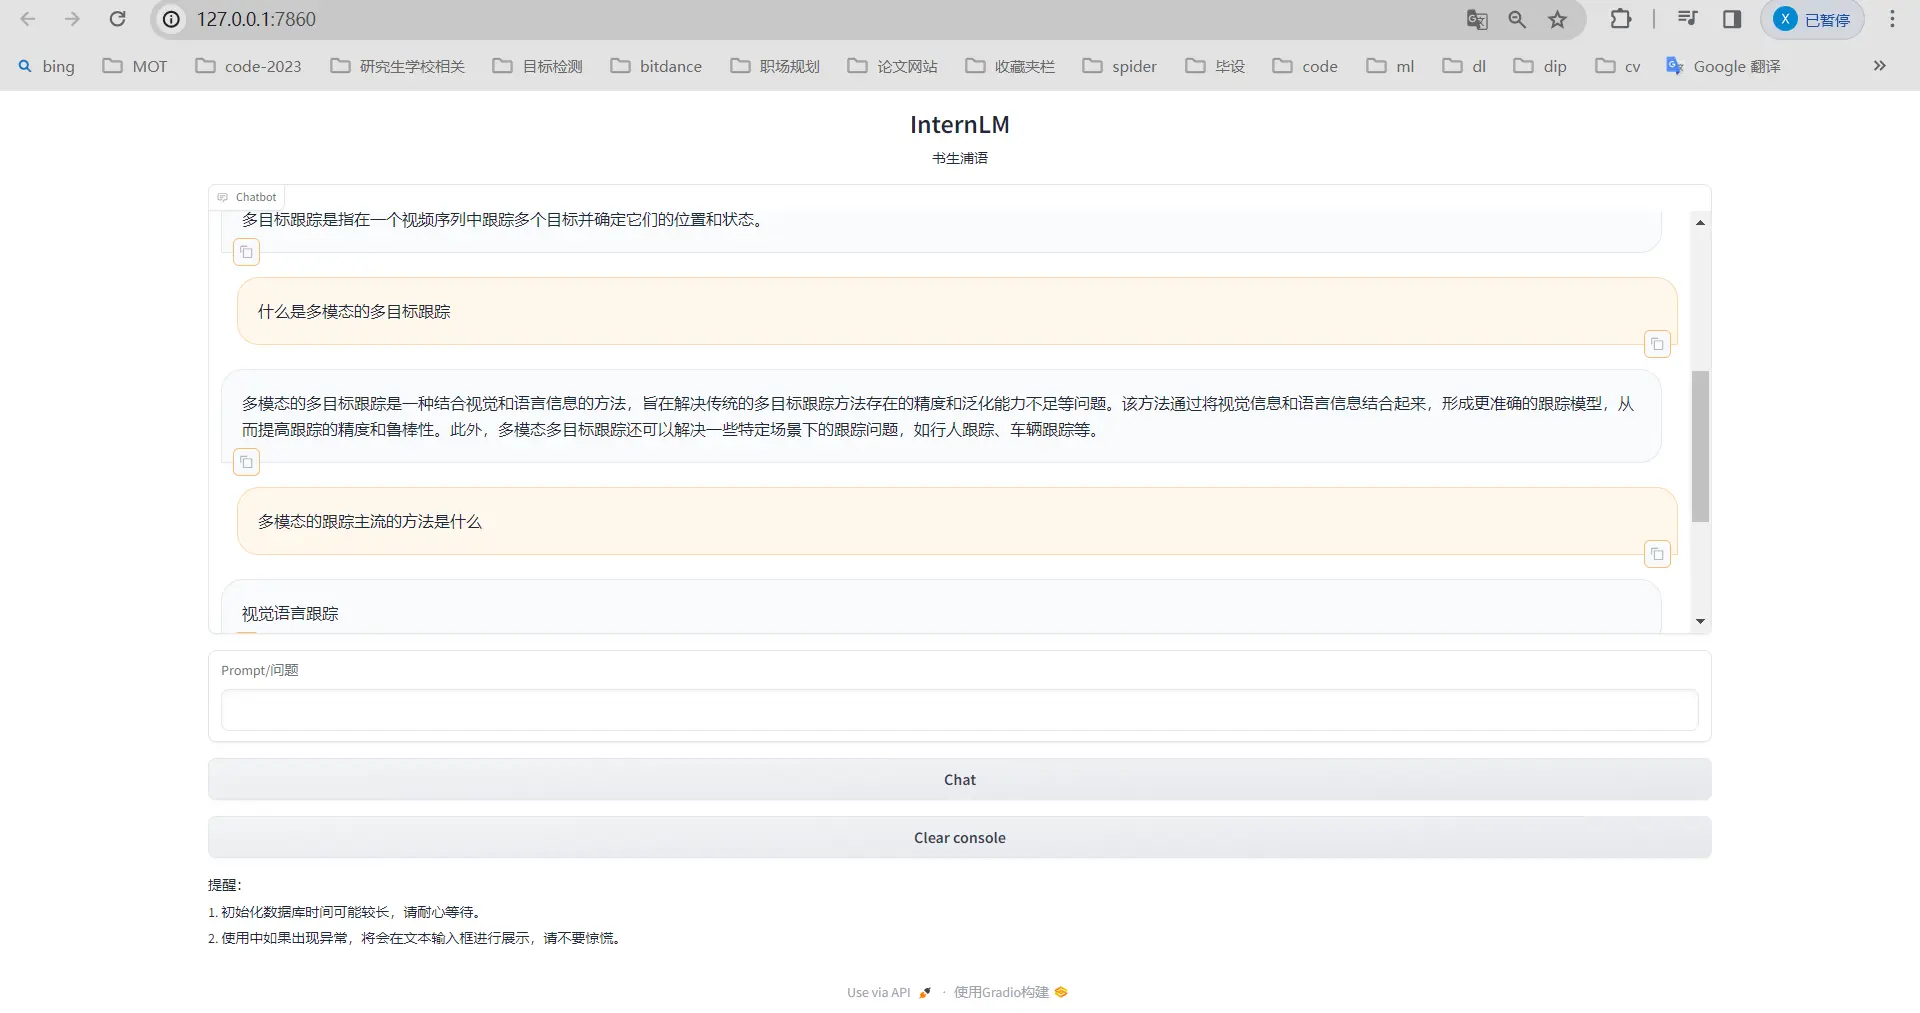 127.0.0.1:7860
X 已暂停
bing MOT code-2023 研究生学校相关 目标检测 bitdance 职场规划 论文网站 收藏夹栏 spider 毕设 code ml dl dip cv Google 翻译
InternLM
书生浦语
Chatbot
多目标跟踪是指在一个视频序列中跟踪多个目标并确定它们的位置和状态。
什么是多模态的多目标跟踪
多模态的多目标跟踪是一种结合视觉和语言信息的方法，旨在解决传统的多目标跟踪方法存在的精度和泛化能力不足等问题。该方法通过将视觉信息和语言信息结合起来，形成更准确的跟踪模型，从
而提高跟踪的精度和鲁棒性。此外，多模态多目标跟踪还可以解决一些特定场景下的跟踪问题，如行人跟踪、车辆跟踪等。
多模态的跟踪主流的方法是什么
视觉语言跟踪
Prompt/问题
Chat
Clear console
提醒：
1. 初始化数据库时间可能较长，请耐心等待。
2. 使用中如果出现异常，将会在文本输入框进行展示，请不要惊慌。
Use via API · 使用Gradio构建